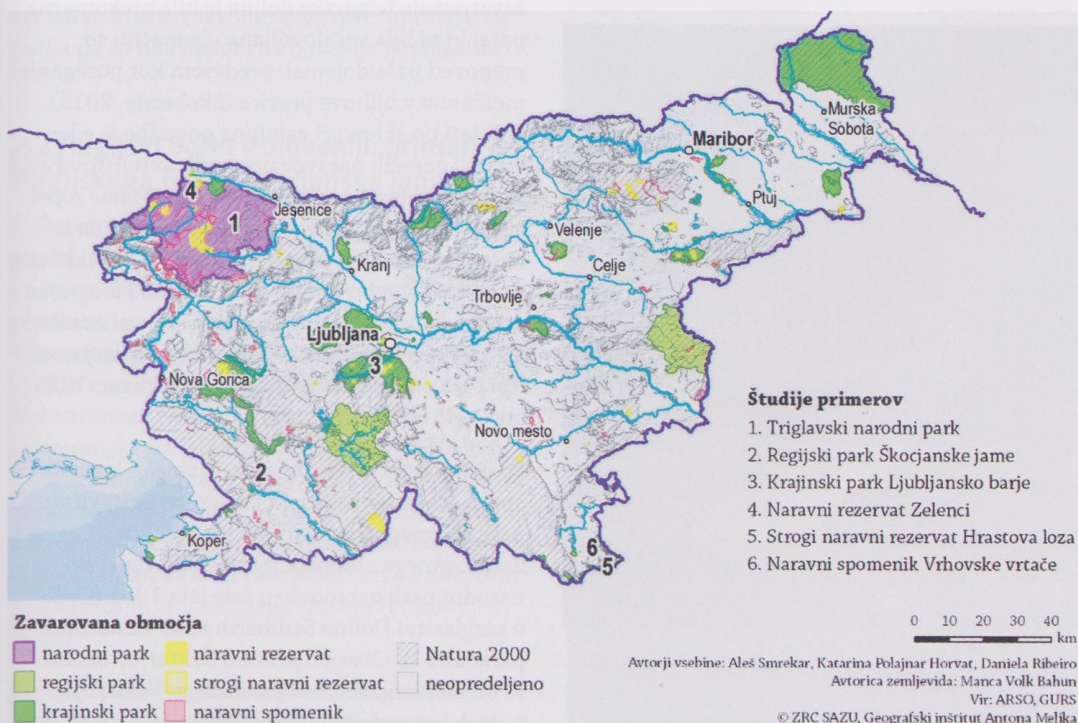 Murska
Sobota
Maribor
4
Jesenice
1
Ptuj
Velenje
Kranj
Celje
Trbovlje
Ljubljana
3
Nova Gorica
Novo mesto
2
Koper
6
5
Študije primerov
1. Triglavski narodni park
2. Regijski park Škocjanske jame
3. Krajinski park Ljubljansko barje
4. Naravni rezervat Zelenci
5. Strogi naravni rezervat Hrastova loza
6. Naravni spomenik Vrhovske vrtače
Zavarovana območja
narodni park
regijski park
krajinski park
naravni rezervat
strogi naravni rezervat
naravni spomenik
Natura 2000
neopredeljeno
0 10 20 30 40
km
Avtorji vsebine: Aleš Smrekar, Katarina Polajnar Horvat, Daniela Ribeiro
Avtorica zemljevida: Manca Volk Bahun
Vir: ARSO, GURS
© ZRC SAZU, Geografski inštitut Antona Melika